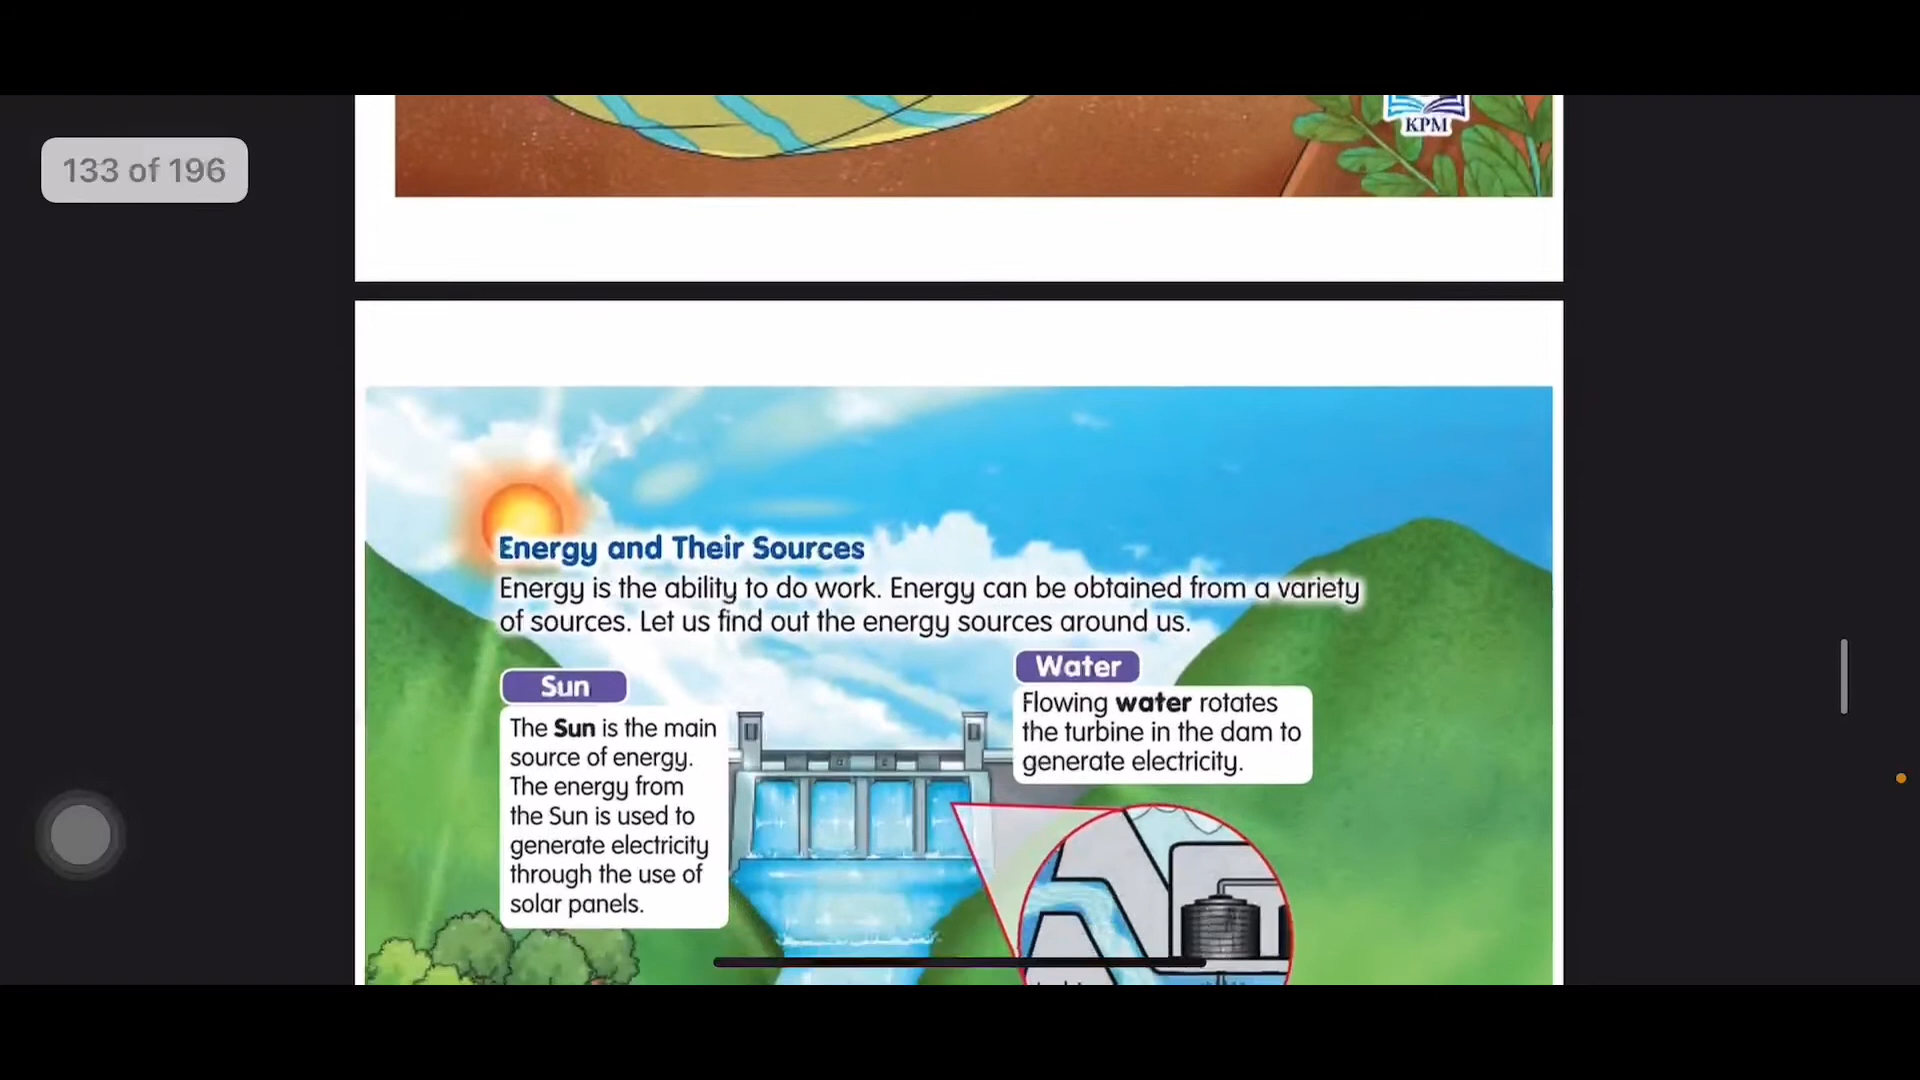 KPM
133 of 196
Energy and Their Sources
Energy is the ability to do work. Energy can be obtained from a variety
of sources. Let us find out the energy sources around us.
Sun
The Sun is the main
source of energy.
The energy from
the Sun is used to
generate electricity
through the use of
solar panels.
Water
Flowing water rotates
the turbine in the dam to
generate electricity.